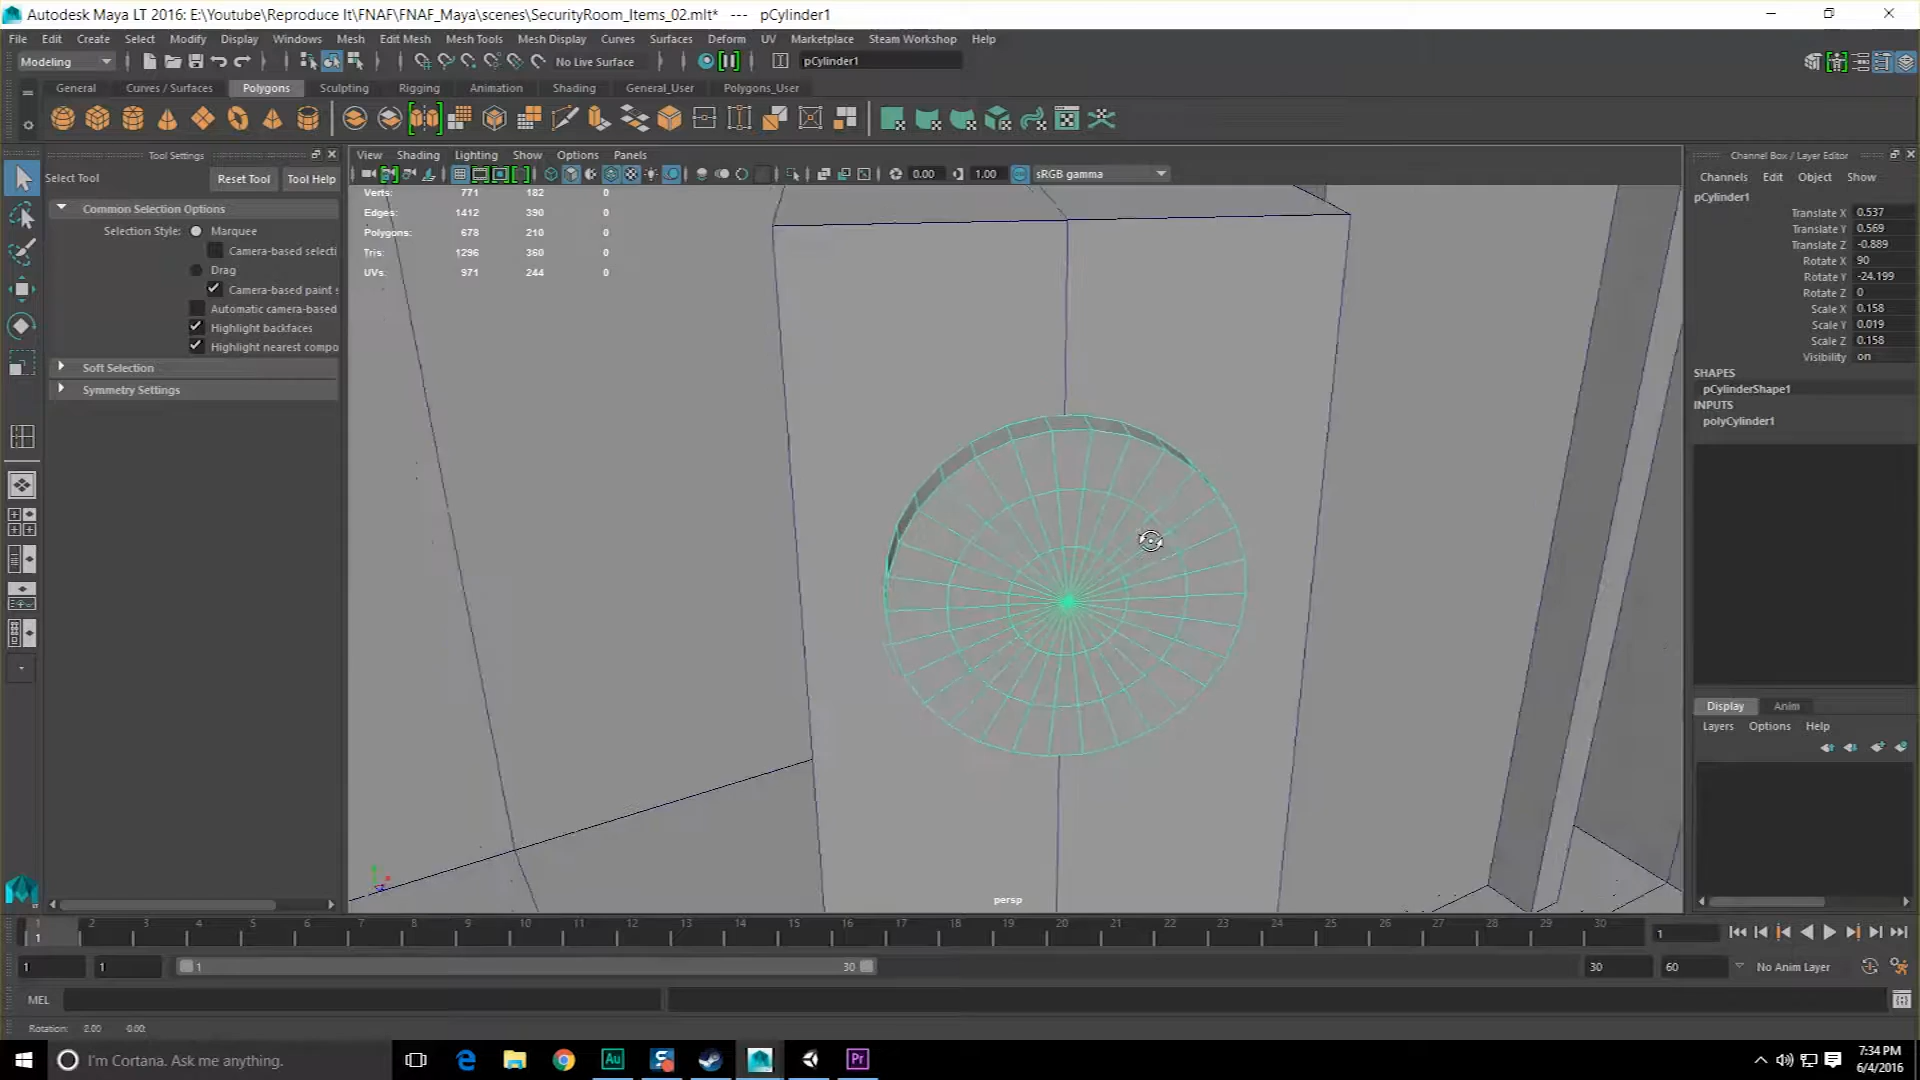 Autodesk Maya LT 2016: E:\Youtube\Reproduce It\FNAF\FNAF_Maya\scenes\SecurityRoom_Items_02.mlt* --- pCylinder1
File Edit Create Select Modify Display Windows Mesh Edit Mesh Mesh Tools Mesh Display Curves Surfaces Deform UV Marketplace Steam Workshop Help
Modeling No Live Surface pCylinder1
General Curves / Surfaces Polygons Sculpting Rigging Animation Shading General_User Polygons_User
Tool Settings
Select Tool Reset Tool Tool Help
Common Selection Options
Selection Style: Marquee
Camera-based selecti
Drag
Camera-based paint s
Automatic camera-based
Highlight backfaces
Highlight nearest compo
Soft Selection
Symmetry Settings
View Shading Lighting Show Options Panels
0.00 1.00 sRGB gamma
Verts: 771 182 0
Edges: 1412 390 0
Polygons: 678 210 0
Tris: 1296 360 0
UVs: 971 244 0
persp
Channel Box / Layer Editor
Channels Edit Object Show
pCylinder1
Translate X 0.537
Translate Y 0.569
Translate Z -0.889
Rotate X 90
Rotate Y -24.199
Rotate Z 0
Scale X 0.158
Scale Y 0.019
Scale Z 0.158
Visibility on
SHAPES
pCylinderShape1
INPUTS
polyCylinder1
Display Anim
Layers Options Help
1 2 3 4 5 6 7 8 9 10 11 12 13 14 15 16 17 18 19 20 21 22 23 24 25 26 27 28 29 30
1 1
1 1 1 30 30 60 No Anim Layer
MEL
Rotation: 2.00 -0.00
I'm Cortana. Ask me anything.
Au Pr
7:34 PM
6/4/2016